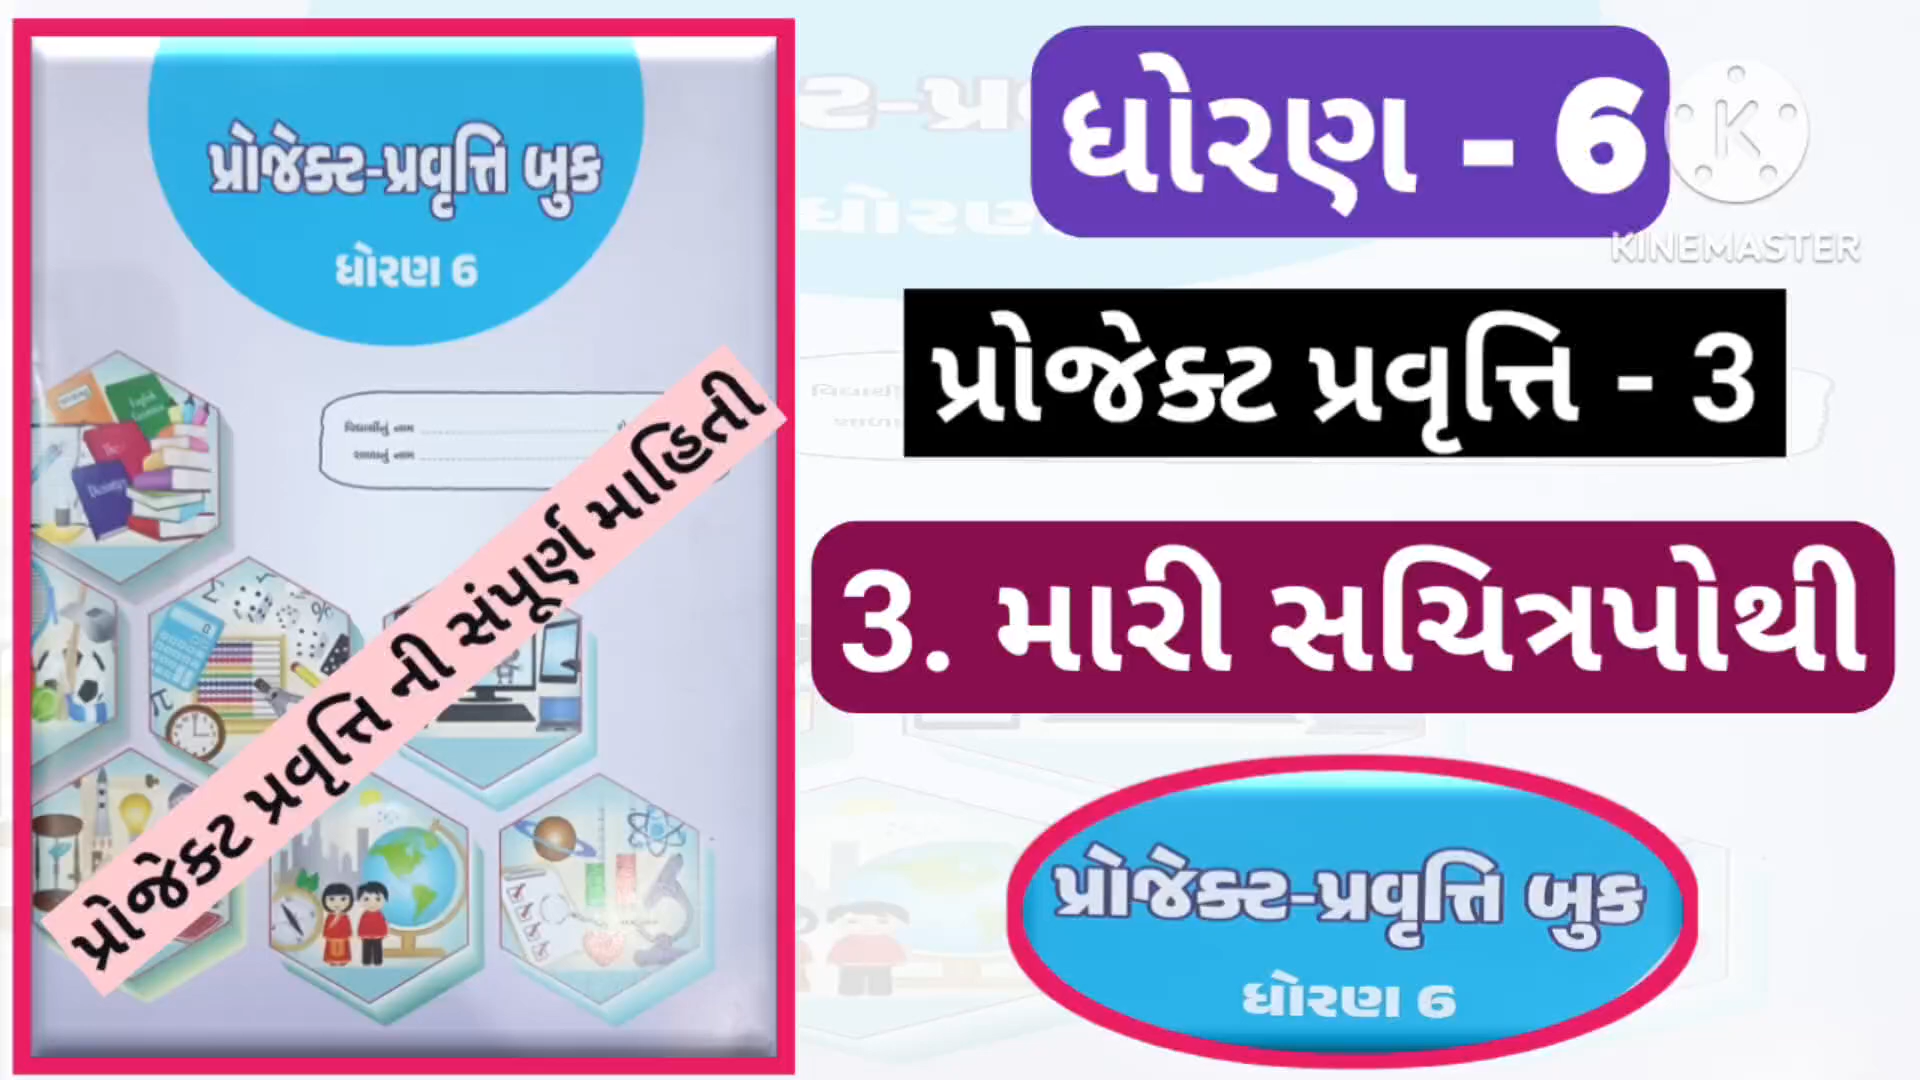 પ્રોજેક્ટ-પ્રવૃત્તિ બુક
ધોરણ 6
વિદ્યાર્થીનું નામ
શાળાનું નામ
પ્રોજેક્ટ પ્રવૃત્તિ ની સંપૂર્ણ માહિતી
ધોરણ - 6
KINEMASTER
પ્રોજેક્ટ પ્રવૃત્તિ - 3
3. મારી સચિત્રપોથી
પ્રોજેક્ટ-પ્રવૃત્તિ બુક
ધોરણ 6